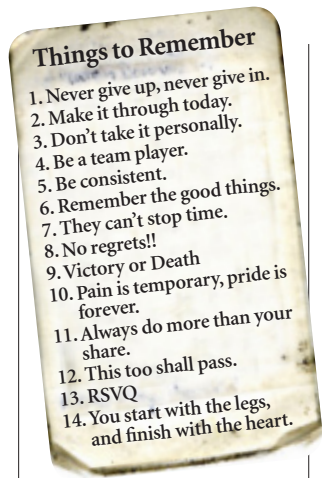 Things to Remember
1. Never give up, never give in.
2. Make it through today.
3. Don't take it personally.
4. Be a team player.
5. Be consistent.
6. Remember the good things.
7. They can't stop time.
8. No regrets!!
9. Victory or Death
10. Pain is temporary, pride is
forever.
11. Always do more than your
share.
12. This too shall pass.
13. RSVQ
14. You start with the legs,
and finish with the heart.